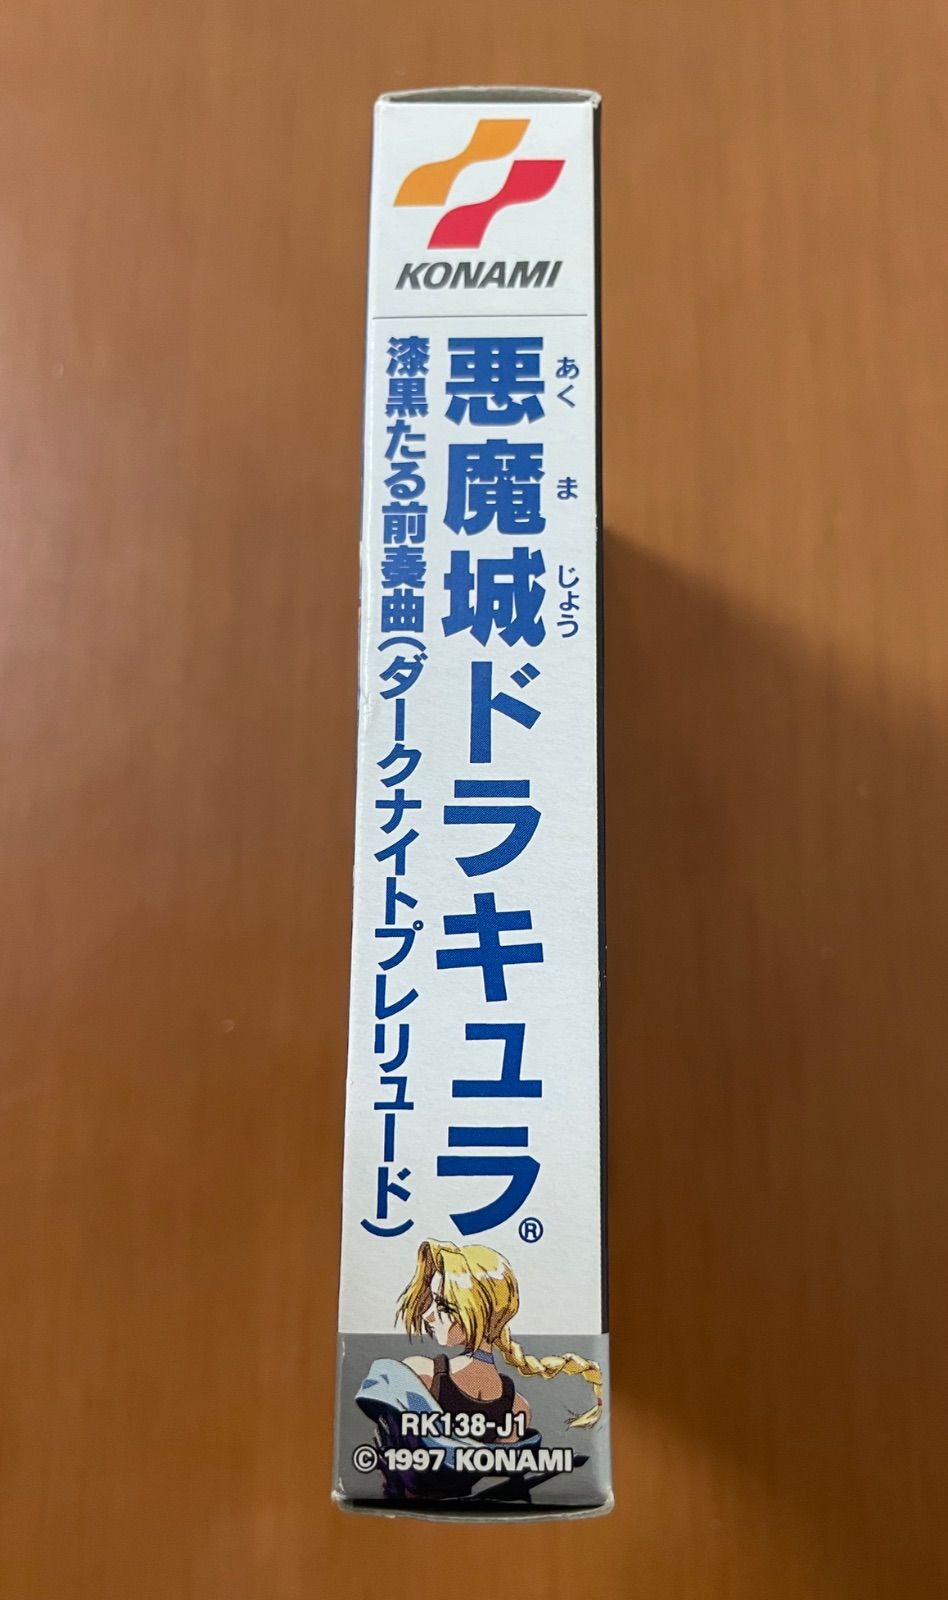 KONAMI
悪魔城ドラキュラ®
あくまじょう
漆黒たる前奏曲(ダークナイトプレリュード)
RK138-J1
© 1997 KONAMI